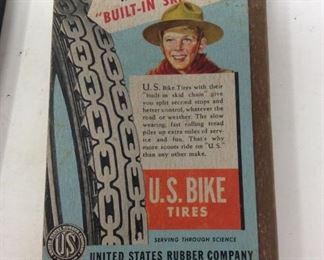 "BUILT-IN
U.S. Bike Tires with their
"built-in skid chain" give
you split second stops and
better control, whatever the
road or weather. The slow
wearing, fast rolling tread
piles up extra miles of serv-
ice and fun. That's why
more scouts ride on "U.S."
than any other make.
U.S. BIKE
TIRES
SERVING THROUGH SCIENCE
US
UNITED STATES RUBBER COMPANY